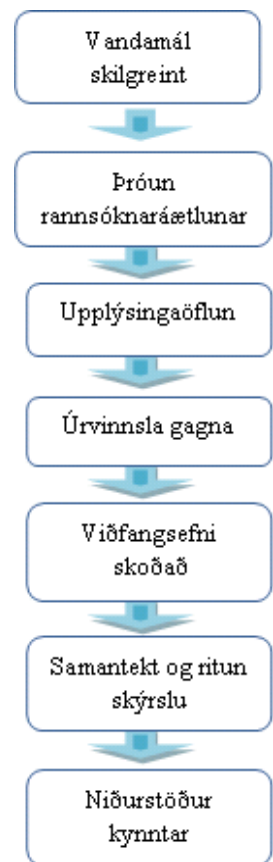 Vandamál
skilgreint
Þróun
rannsóknaráætlunar
Upplýsingaöflun
Úrvinnsla gagna
Viðfangsefni
skoðað
Samantekt og ritun
skýrslu
Niðurstöður
kynntar